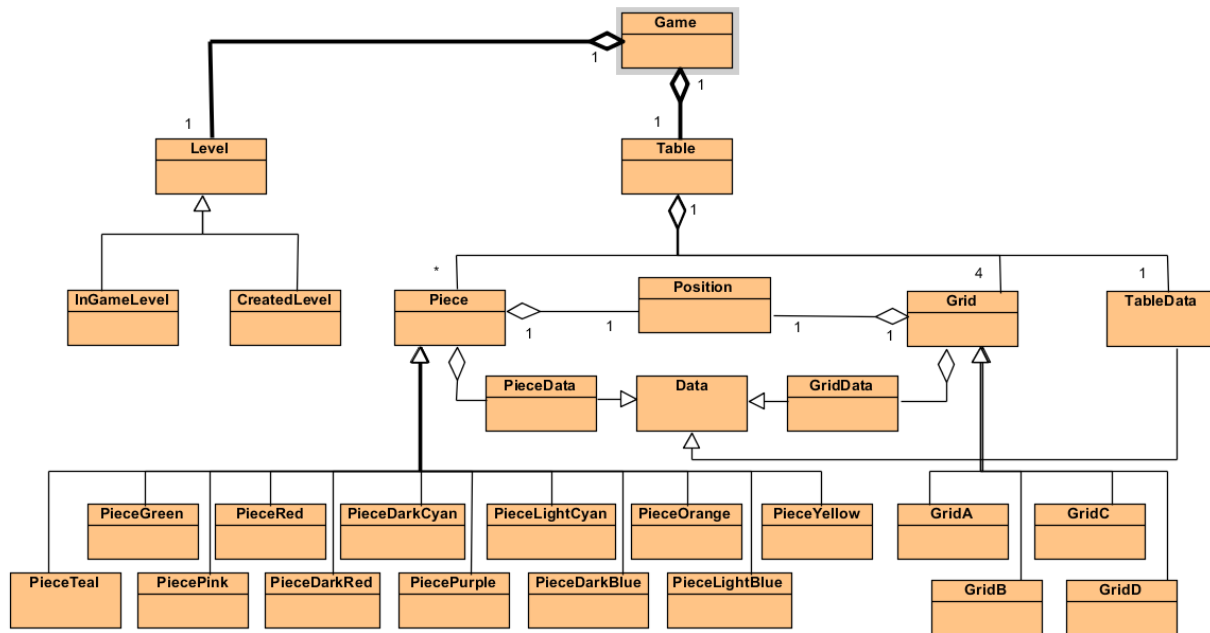 Game
1
1
1
1
Level
Table
1
*
4
1
InGameLevel
CreatedLevel
Piece
Position
Grid
TableData
1
1
1
1
PieceData
Data
GridData
PieceGreen
PieceRed
PieceDarkCyan
PieceLightCyan
PieceOrange
PieceYellow
GridA
GridC
PieceTeal
PiecePink
PieceDarkRed
PiecePurple
PieceDarkBlue
PieceLightBlue
GridB
GridD